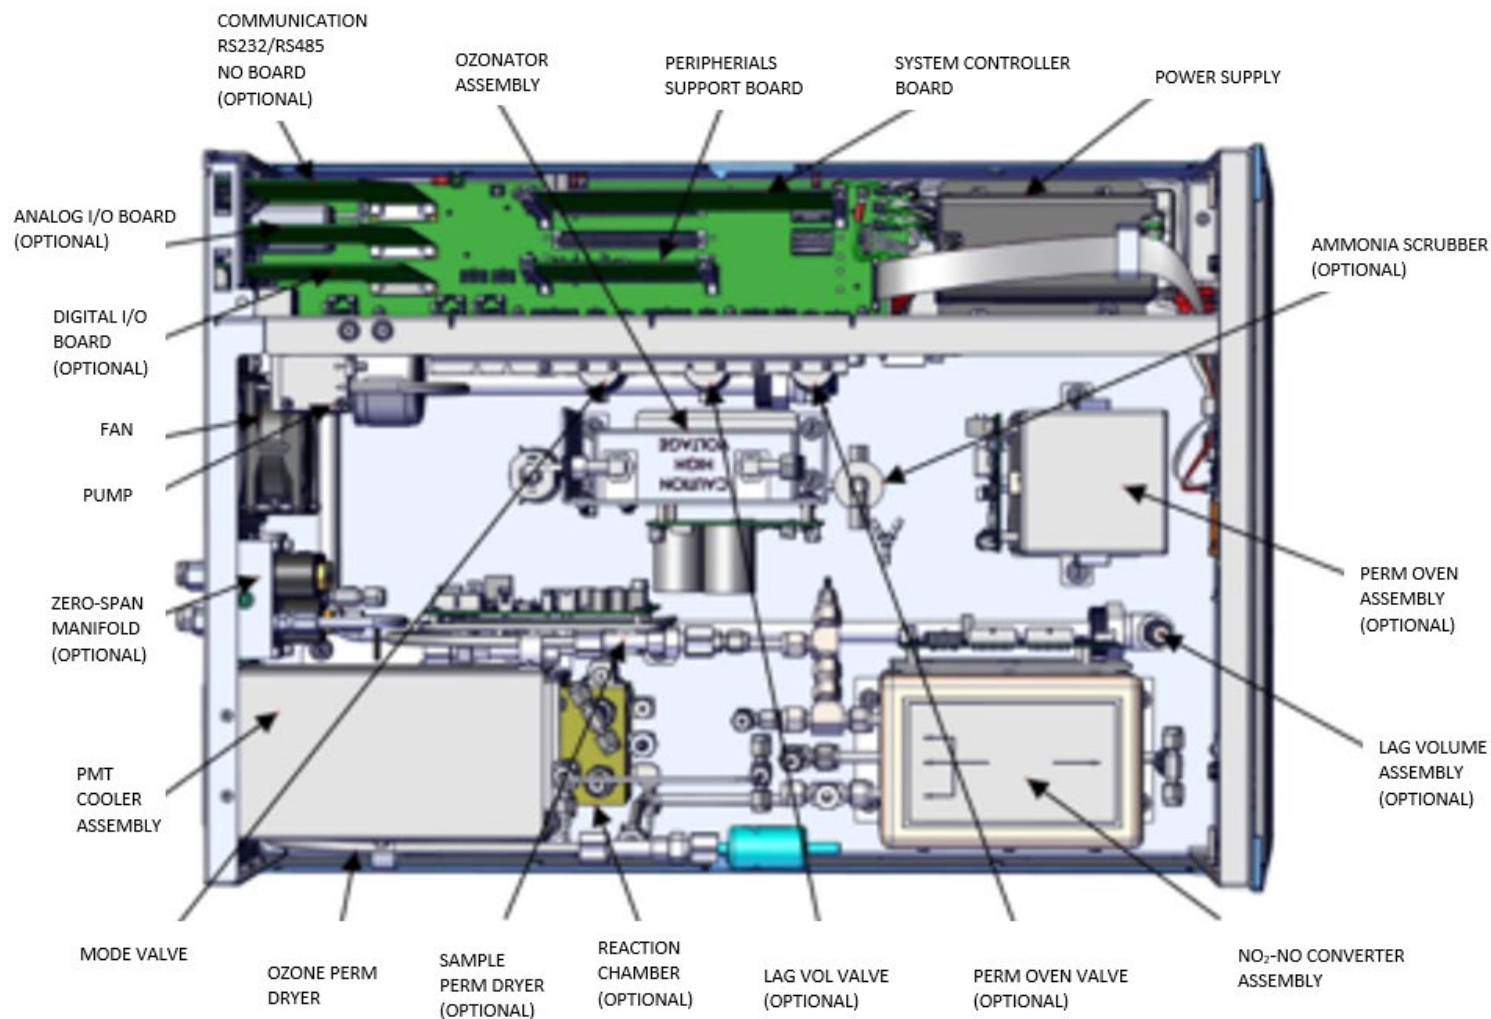 COMMUNICATION
RS232/RS485
NO BOARD
(OPTIONAL)
OZONATOR
ASSEMBLY
PERIPHERIALS
SUPPORT BOARD
SYSTEM CONTROLLER
BOARD
POWER SUPPLY
ANALOG I/O BOARD
(OPTIONAL)
AMMONIA SCRUBBER
(OPTIONAL)
DIGITAL I/O
BOARD
(OPTIONAL)
FAN
CAUTION
HIGH
VOLTAGE
PUMP
PERM OVEN
ASSEMBLY
(OPTIONAL)
ZERO-SPAN
MANIFOLD
(OPTIONAL)
LAG VOLUME
ASSEMBLY
(OPTIONAL)
PMT
COOLER
ASSEMBLY
MODE VALVE
OZONE PERM
DRYER
SAMPLE
PERM DRYER
(OPTIONAL)
REACTION
CHAMBER
(OPTIONAL)
LAG VOL VALVE
(OPTIONAL)
PERM OVEN VALVE
(OPTIONAL)
NO₂-NO CONVERTER
ASSEMBLY